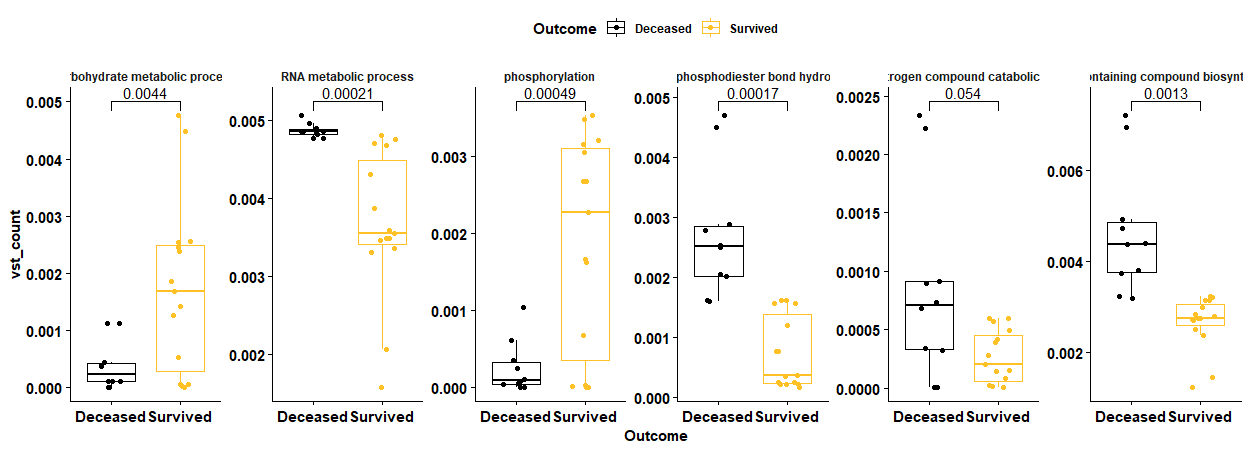 Outcome Deceased Survived
bohydrate metabolic proce
RNA metabolic process
phosphorylation
phosphodiester bond hydro
rogen compound catabolic
ontaining compound biosynt
0.0044
0.00021
0.00049
0.00017
0.054
0.0013
vst_count
0.005
0.004
0.003
0.002
0.001
0.000
0.005
0.004
0.003
0.002
0.003
0.002
0.001
0.000
0.005
0.004
0.003
0.002
0.001
0.000
0.0025
0.0020
0.0015
0.0010
0.0005
0.0000
0.006
0.004
0.002
Deceased Survived
Deceased Survived
Deceased Survived
Deceased Survived
Deceased Survived
Deceased Survived
Outcome